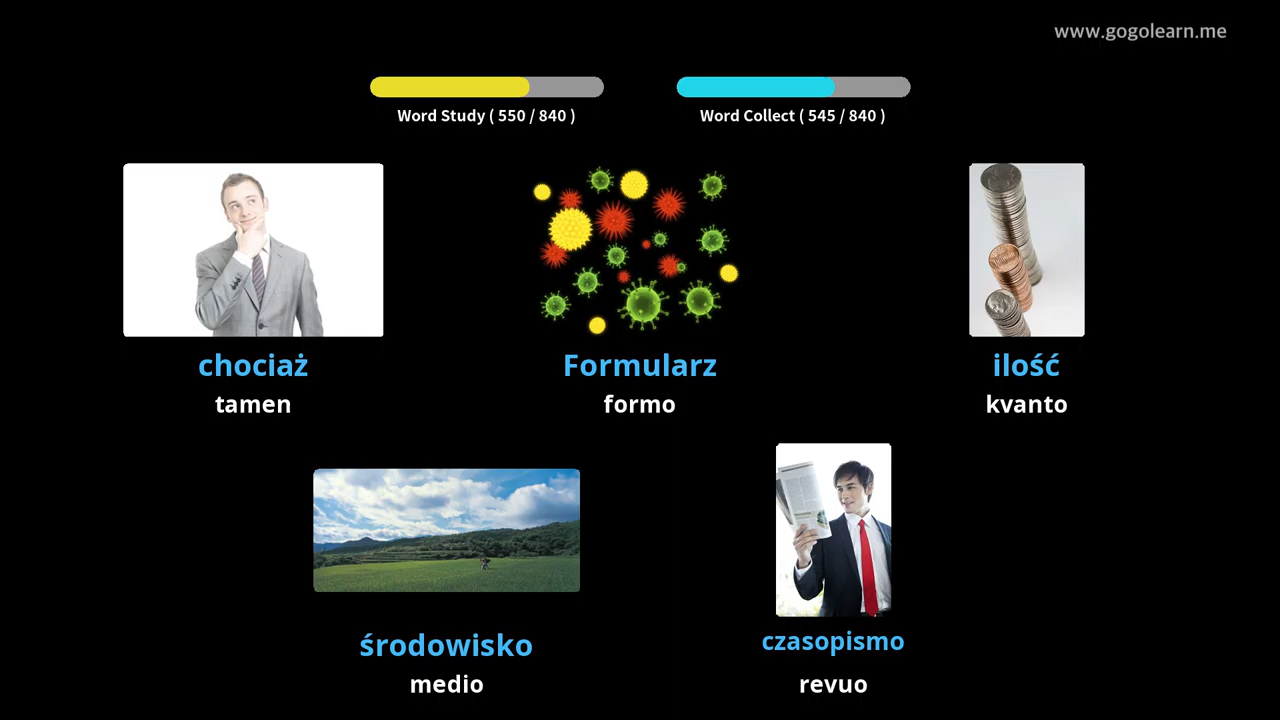 www.gogolearn.me
Word Study ( 550 / 840 )
Word Collect ( 545 / 840 )
chociaż
tamen
Formularz
formo
ilość
kvanto
środowisko
medio
czasopismo
revuo